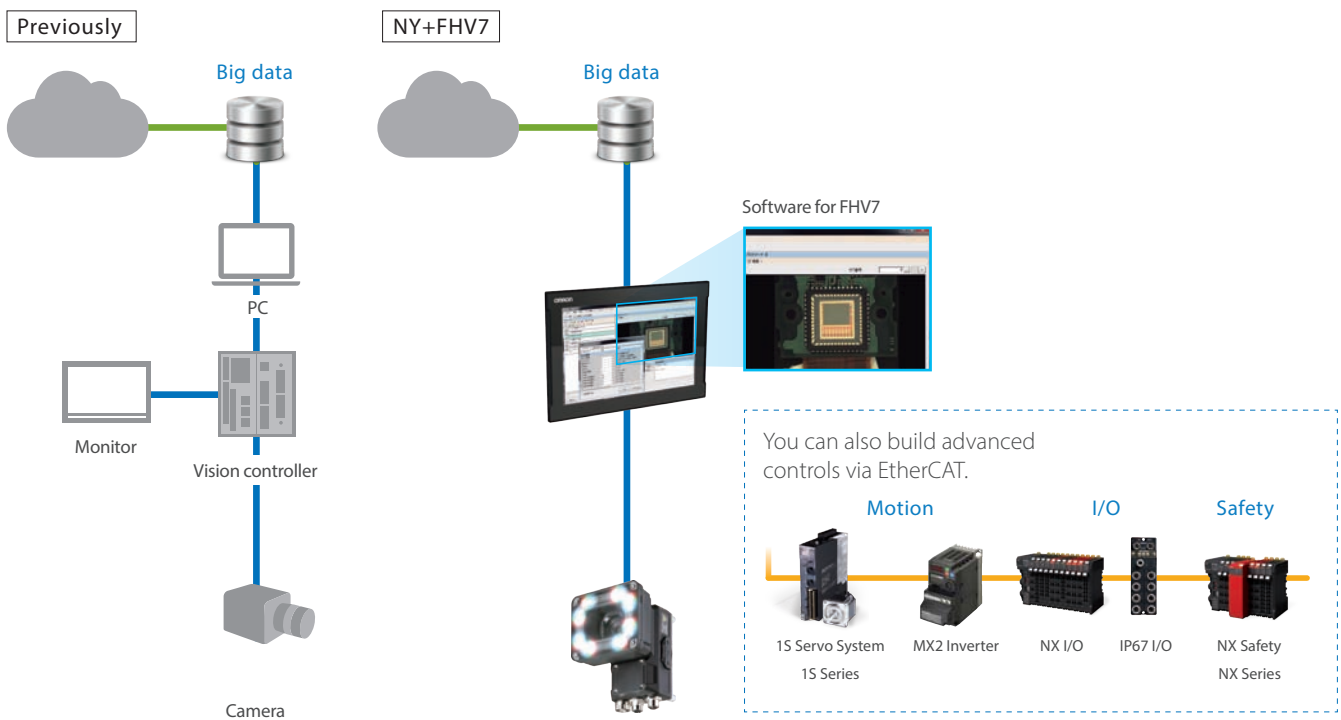 Previously
Big data
PC
Monitor
Vision controller
Camera
NY+FHV7
Big data
Software for FHV7
OMRON
You can also build advanced
controls via EtherCAT.
Motion
I/O
Safety
1S Servo System
1S Series
MX2 Inverter
NX I/O
IP67 I/O
NX Safety
NX Series